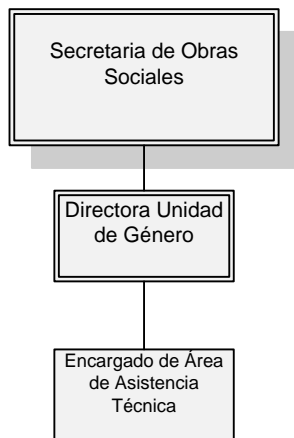 Secretaria de Obras
Sociales
Directora Unidad
de Género
Encargado de Área
de Asistencia
Técnica